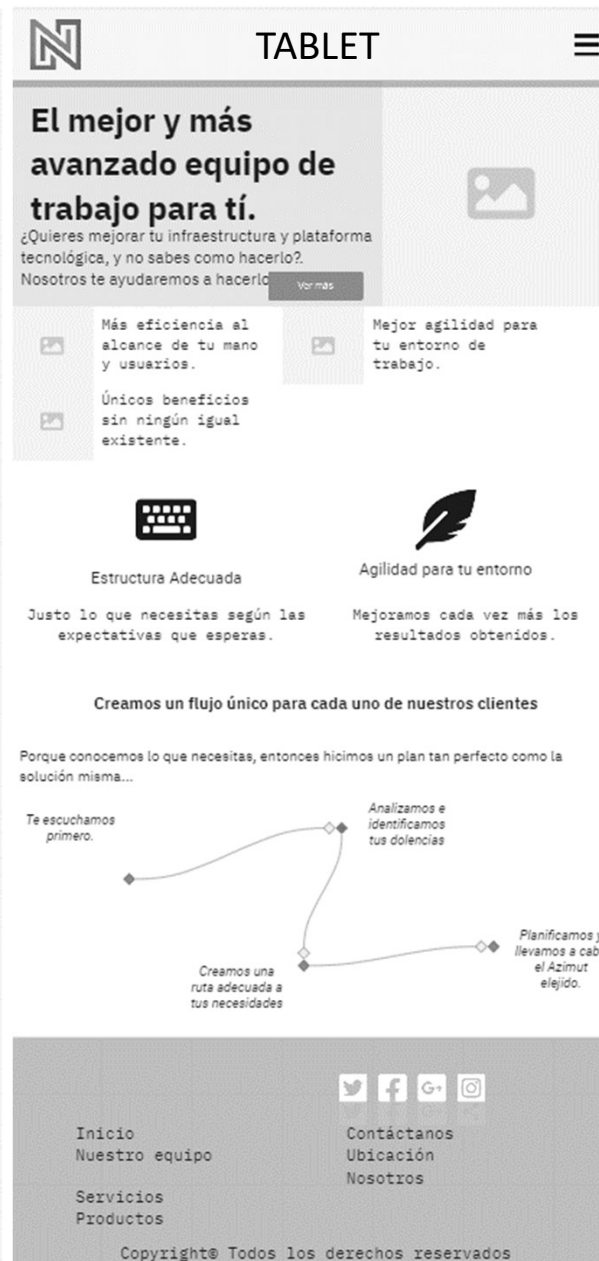 N
TABLET
El mejor y más
avanzado equipo de
trabajo para tí.
¿Quieres mejorar tu infraestructura y plataforma
tecnológica, y no sabes como hacerlo?.
Nosotros te ayudaremos a hacerlo
Ver más
Más eficiencia al
alcance de tu mano
y usuarios.
Mejor agilidad para
tu entorno de
trabajo.
Únicos beneficios
sin ningún igual
existente.
Estructura Adecuada
Justo lo que necesitas según las
expectativas que esperas.
Agilidad para tu entorno
Mejoramos cada vez más los
resultados obtenidos.
Creamos un flujo único para cada uno de nuestros clientes
Porque conocemos lo que necesitas, entonces hicimos un plan tan perfecto como la
solución misma...
Te escuchamos
primero.
Analizamos e
identificamos
tus dolencias
Creamos una
ruta adecuada a
tus necesidades
Planificamos y
llevamos a cab
el Azimut
elejido.
G+
Inicio
Nuestro equipo
Servicios
Productos
Contáctanos
Ubicación
Nosotros
Copyright® Todos los derechos reservados